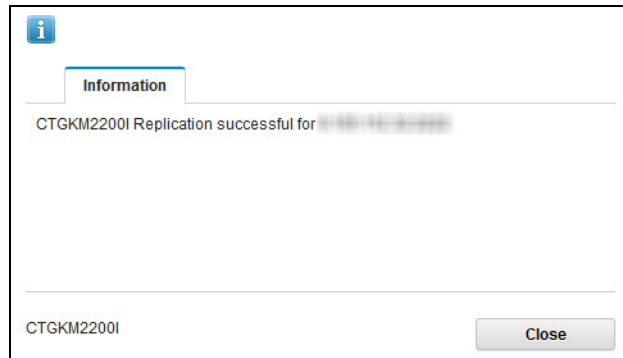 Information
CTGKM2200I Replication successful for
CTGKM2200I
Close